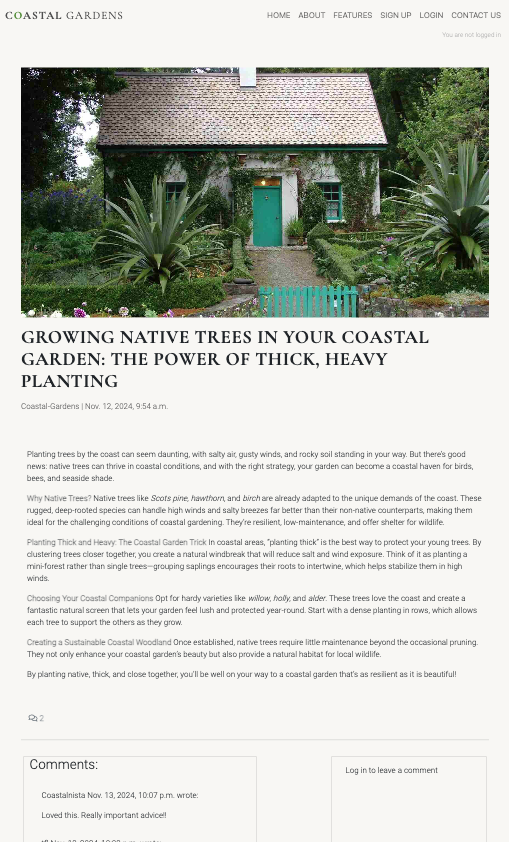 COASTAL GARDENS
HOME ABOUT FEATURES SIGN UP LOGIN CONTACT US
You are not logged in
GROWING NATIVE TREES IN YOUR COASTAL
GARDEN: THE POWER OF THICK, HEAVY
PLANTING
Coastal-Gardens | Nov. 12, 2024, 9:54 a.m.
Planting trees by the coast can seem daunting, with salty air, gusty winds, and rocky soil standing in your way. But there's good
news: native trees can thrive in coastal conditions, and with the right strategy, your garden can become a coastal haven for birds,
bees, and seaside shade.
Why Native Trees? Native trees like Scots pine, hawthorn, and birch are already adapted to the unique demands of the coast. These
rugged, deep-rooted species can handle high winds and salty breezes far better than their non-native counterparts, making them
ideal for the challenging conditions of coastal gardening. They're resilient, low-maintenance, and offer shelter for wildlife.
Planting Thick and Heavy: The Coastal Garden Trick In coastal areas, "planting thick" is the best way to protect your young trees. By
clustering trees closer together, you create a natural windbreak that will reduce salt and wind exposure. Think of it as planting a
mini-forest rather than single trees—grouping saplings encourages their roots to intertwine, which helps stabilize them in high
winds.
Choosing Your Coastal Companions Opt for hardy varieties like willow, holly, and alder. These trees love the coast and create a
fantastic natural screen that lets your garden feel lush and protected year-round. Start with a dense planting in rows, which allows
each tree to support the others as they grow.
Creating a Sustainable Coastal Woodland Once established, native trees require little maintenance beyond the occasional pruning.
They not only enhance your coastal garden's beauty but also provide a natural habitat for local wildlife.
By planting native, thick, and close together, you'll be well on your way to a coastal garden that's as resilient as it is beautiful!
2
Comments:
Log in to leave a comment
Coastalnista Nov. 13, 2024, 10:07 p.m. wrote:
Loved this. Really important advice!!